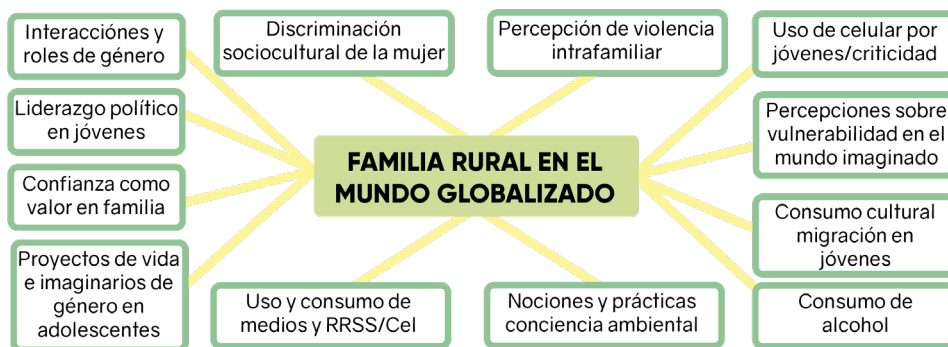 Interacciónes y
roles de género
Discriminación
sociocultural de la mujer
Percepción de violencia
intrafamiliar
Uso de celular por
jóvenes/criticidad
Liderazgo político
en jóvenes
Percepciones sobre
vulnerabilidad en el
mundo imaginado
FAMILIA RURAL EN EL
MUNDO GLOBALIZADO
Confianza como
valor en familia
Consumo cultural
migración en
jóvenes
Proyectos de vida
e imaginarios de
género en
adolescentes
Uso y consumo de
medios y RRSS/Cel
Nociones y prácticas
conciencia ambiental
Consumo de
alcohol